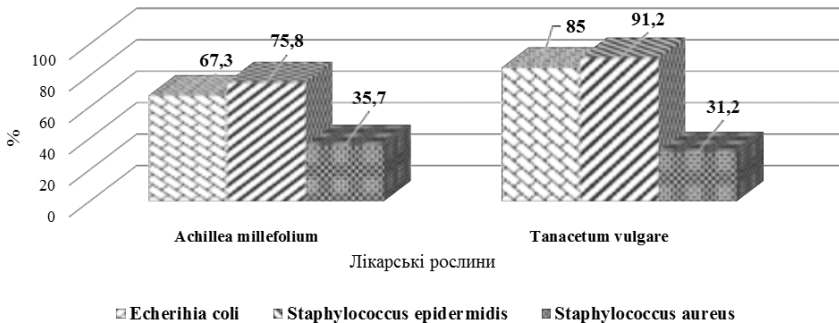 100
80
60
40
20
0
%
67,3
75,8
35,7
85
91,2
31,2
Achillea millefolium
Tanacetum vulgare
Лікарські рослини
Echerihia coli
Staphylococcus epidermidis
Staphylococcus aureus